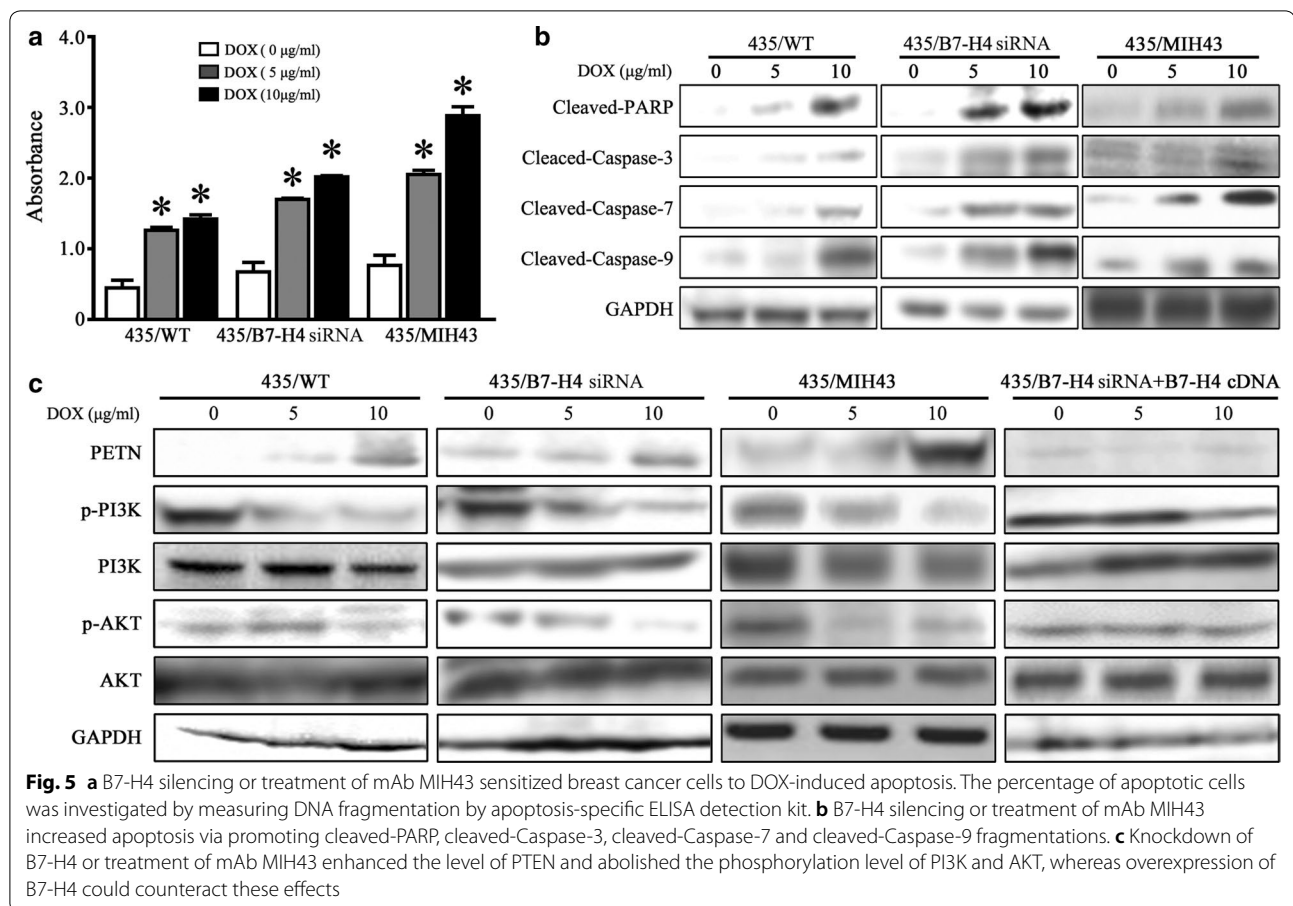 a
4.0
3.0
2.0
1.0
0
Absorbance
DOX ( 0 µg/ml)
DOX ( 5 µg/ml)
DOX (10µg/ml)
* * * * * *
435/WT 435/B7-H4 siRNA 435/MIH43
b
435/WT 435/B7-H4 siRNA 435/MIH43
DOX (µg/ml) 0 5 10 0 5 10 0 5 10
Cleaved-PARP
Cleaced-Caspase-3
Cleaved-Caspase-7
Cleaved-Caspase-9
GAPDH
c
435/WT 435/B7-H4 siRNA 435/MIH43 435/B7-H4 siRNA+B7-H4 cDNA
DOX (µg/ml) 0 5 10 0 5 10 0 5 10 0 5 10
PETN
p-PI3K
PI3K
p-AKT
AKT
GAPDH
Fig. 5 a B7-H4 silencing or treatment of mAb MIH43 sensitized breast cancer cells to DOX-induced apoptosis. The percentage of apoptotic cells
was investigated by measuring DNA fragmentation by apoptosis-specific ELISA detection kit. b B7-H4 silencing or treatment of mAb MIH43
increased apoptosis via promoting cleaved-PARP, cleaved-Caspase-3, cleaved-Caspase-7 and cleaved-Caspase-9 fragmentations. c Knockdown of
B7-H4 or treatment of mAb MIH43 enhanced the level of PTEN and abolished the phosphorylation level of PI3K and AKT, whereas overexpression of
B7-H4 could counteract these effects